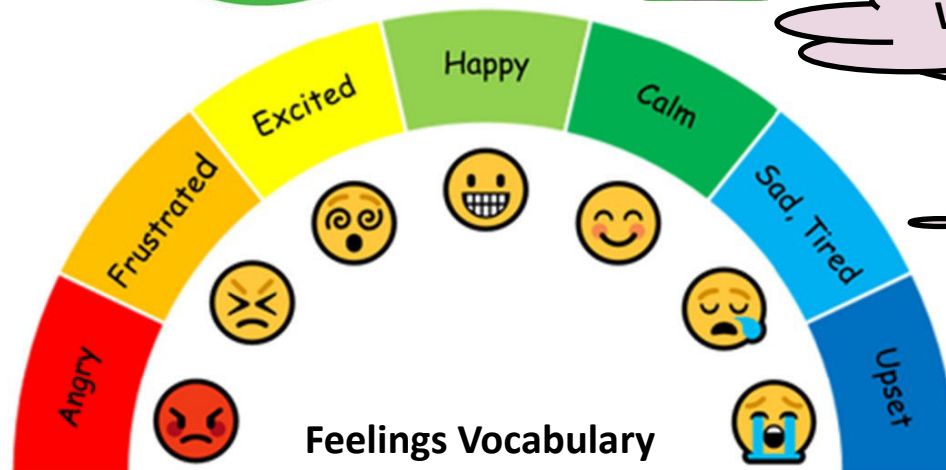 Angry
Frustrated
Excited
Happy
Calm
Sad, Tired
Upset
Feelings Vocabulary